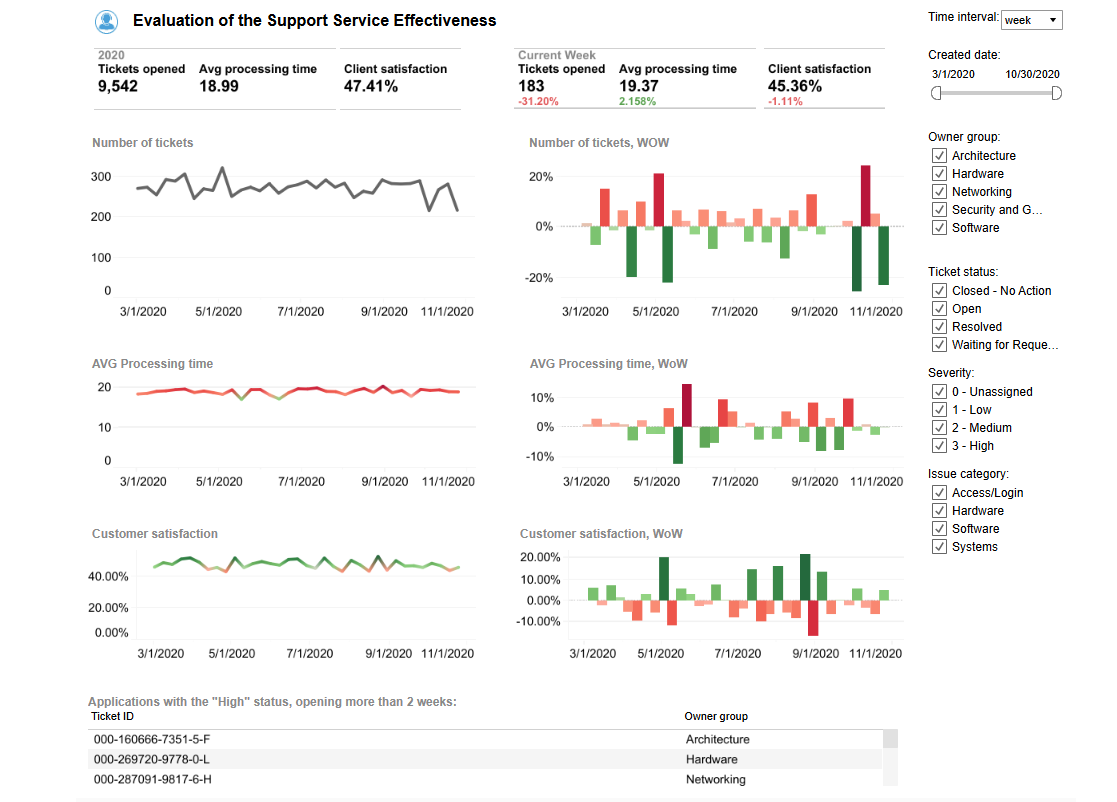 Evaluation of the Support Service Effectiveness
Time interval: week
2020
Tickets opened Avg processing time Client satisfaction
9,542 18.99 47.41%
Current Week
Tickets opened Avg processing time Client satisfaction
183 19.37 45.36%
-31.20% 2.158% -1.11%
Created date:
3/1/2020 10/30/2020
Number of tickets
300
200
100
0
3/1/2020 5/1/2020 7/1/2020 9/1/2020 11/1/2020
Number of tickets, WOW
20%
0%
-20%
3/1/2020 5/1/2020 7/1/2020 9/1/2020 11/1/2020
Owner group:
Architecture
Hardware
Networking
Security and G...
Software
Ticket status:
Closed - No Action
Open
Resolved
Waiting for Reque...
AVG Processing time
20
10
0
3/1/2020 5/1/2020 7/1/2020 9/1/2020 11/1/2020
AVG Processing time, WoW
10%
0%
-10%
3/1/2020 5/1/2020 7/1/2020 9/1/2020 11/1/2020
Severity:
0 - Unassigned
1 - Low
2 - Medium
3 - High
Issue category:
Access/Login
Hardware
Software
Systems
Customer satisfaction
40.00%
20.00%
0.00%
3/1/2020 5/1/2020 7/1/2020 9/1/2020 11/1/2020
Customer satisfaction, WoW
20.00%
10.00%
0.00%
-10.00%
3/1/2020 5/1/2020 7/1/2020 9/1/2020 11/1/2020
Applications with the "High" status, opening more than 2 weeks:
Ticket ID Owner group
000-160666-7351-5-F Architecture
000-269720-9778-0-L Hardware
000-287091-9817-6-H Networking